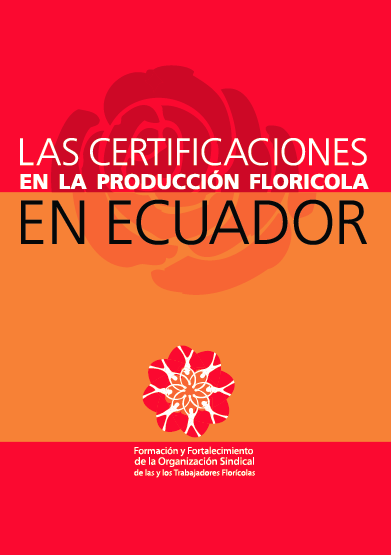 LAS CERTIFICACIONES
EN LA PRODUCCIÓN FLORICOLA
EN ECUADOR
Formación y Fortalecimiento
de la Organización Sindical
de las y los Trabajadores Florícolas